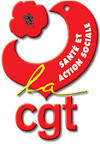 SANTÉ ET
ACTION SOCIALE
la
cgt